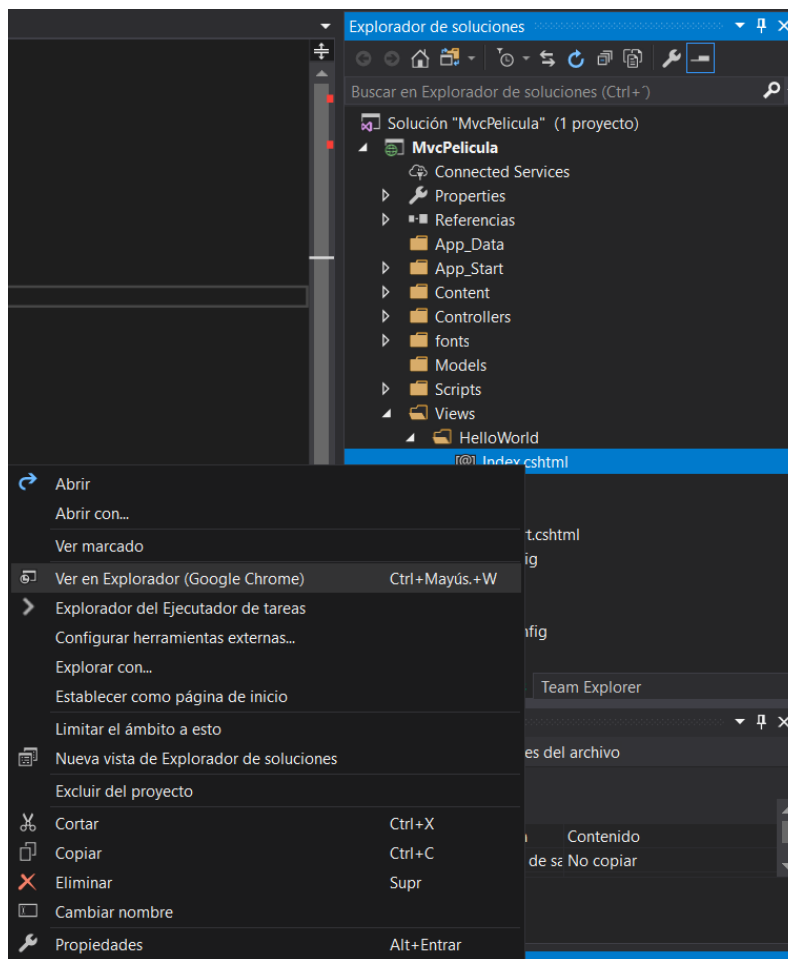 Explorador de soluciones
Buscar en Explorador de soluciones (Ctrl+´)
Solución "MvcPelicula" (1 proyecto)
MvcPelicula
Connected Services
Properties
Referencias
App_Data
App_Start
Content
Controllers
fonts
Models
Scripts
Views
HelloWorld
[@] Index.cshtml
t.cshtml
ig
nfig
Team Explorer
es del archivo
Contenido
de sa No copiar
Abrir
Abrir con...
Ver marcado
Ver en Explorador (Google Chrome) Ctrl+Mayús.+W
Explorador del Ejecutador de tareas
Configurar herramientas externas...
Explorar con...
Establecer como página de inicio
Limitar el ámbito a esto
Nueva vista de Explorador de soluciones
Excluir del proyecto
Cortar Ctrl+X
Copiar Ctrl+C
Eliminar Supr
Cambiar nombre
Propiedades Alt+Entrar